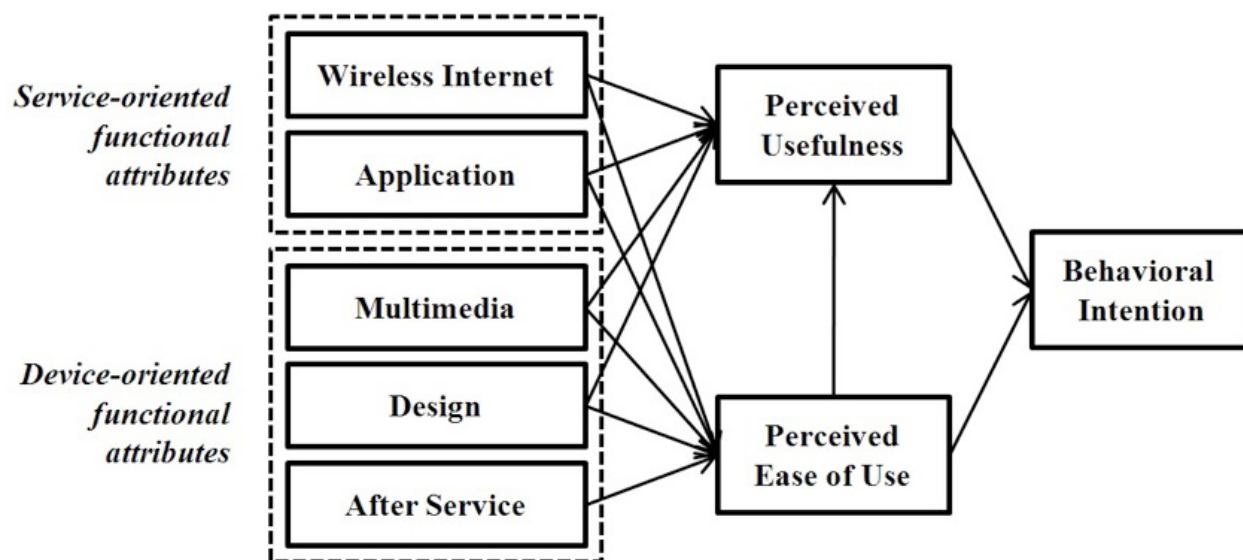 Service-oriented
functional
attributes
Wireless Internet
Application
Device-oriented
functional
attributes
Multimedia
Design
After Service
Perceived
Usefulness
Perceived
Ease of Use
Behavioral
Intention